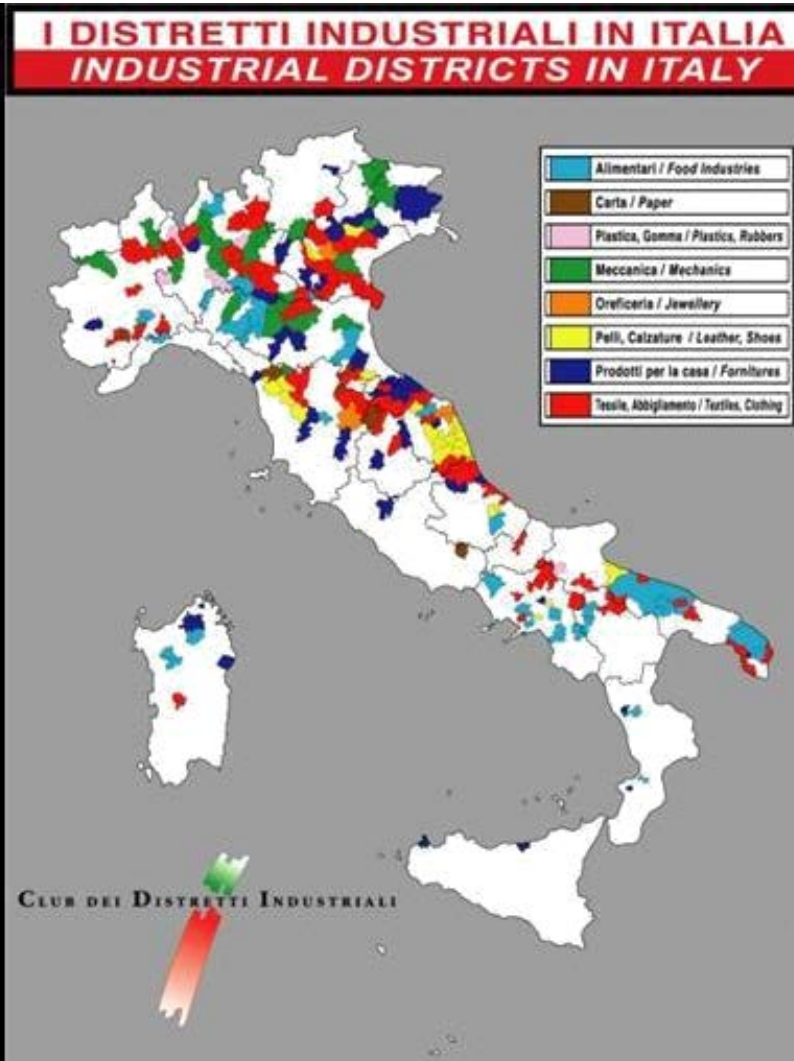 I DISTRETTI INDUSTRIALI IN ITALIA
INDUSTRIAL DISTRICTS IN ITALY
Alimentari / Food Industries
Carta / Paper
Plastica, Gomma / Plastics, Rubbers
Meccanica / Mechanics
Oreficeria / Jewellery
Pelli, Calzature / Leather, Shoes
Prodotti per la casa / Fornitures
Tessile, Abbigliamento / Textiles, Clothing
CLUB DEI DISTRETTI INDUSTRIALI